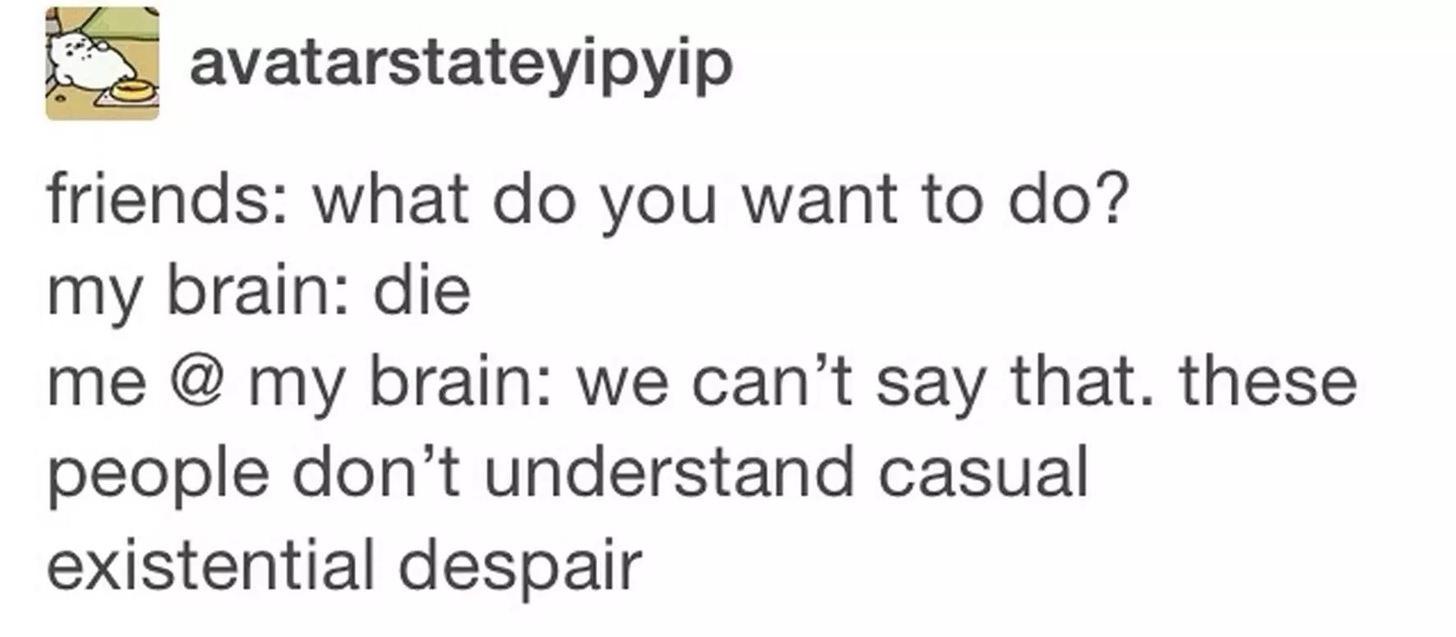 avatarstateyipyip
friends: what do you want to do?
my brain: die
me @ my brain: we can’t say that. these
people don’t understand casual
existential despair